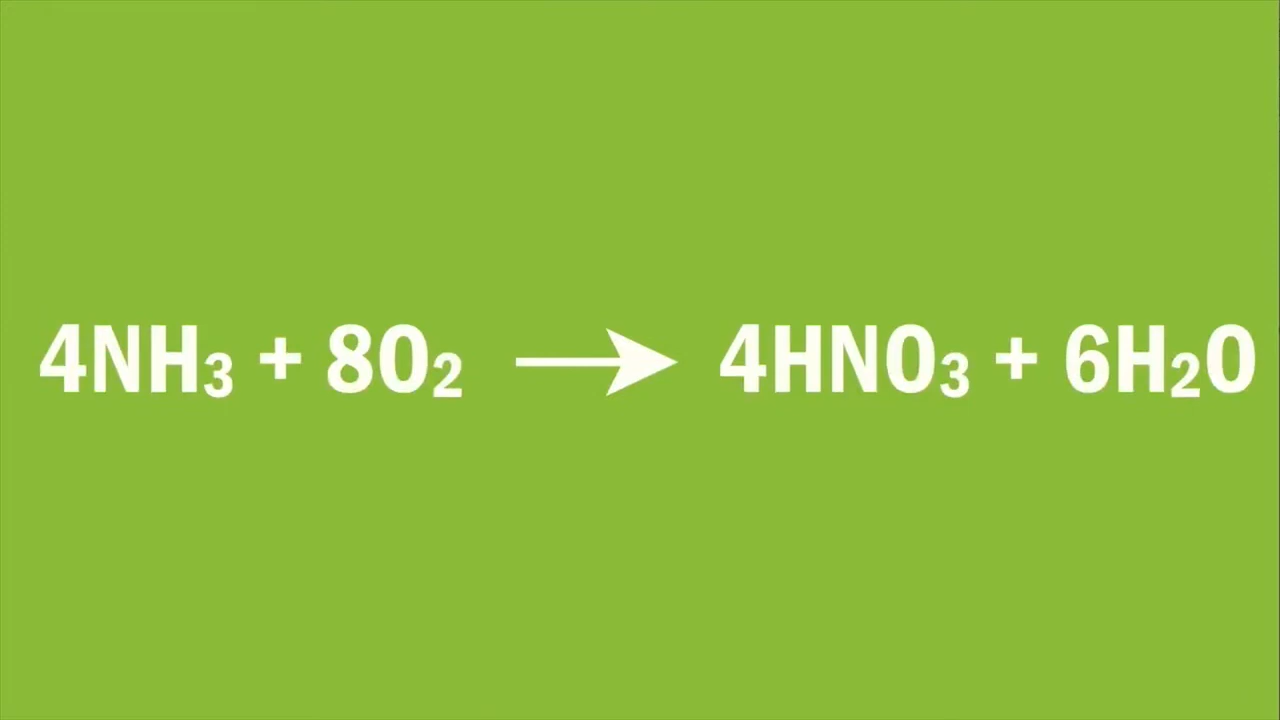 4NH₃ + 8O₂ → 4HNO₃ + 6H₂O